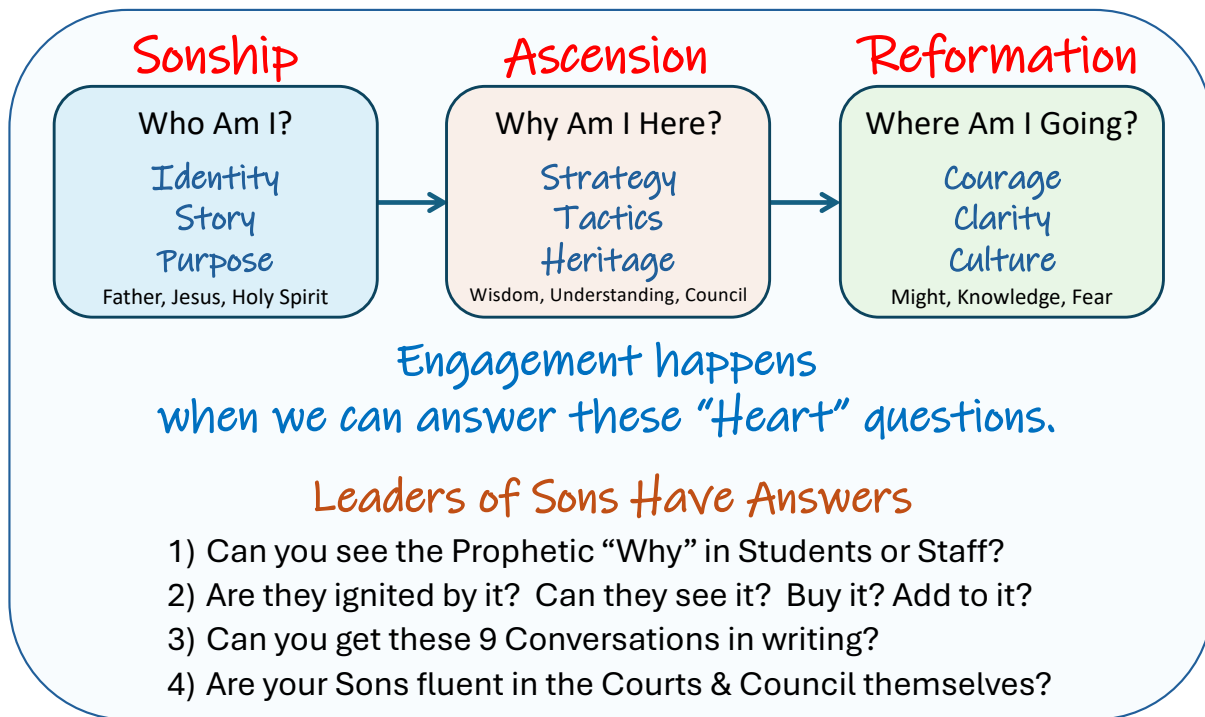 Sonship
Who Am I?
Identity
Story
Purpose
Father, Jesus, Holy Spirit
Ascension
Why Am I Here?
Strategy
Tactics
Heritage
Wisdom, Understanding, Council
Reformation
Where Am I Going?
Courage
Clarity
Culture
Might, Knowledge, Fear
Engagement happens
when we can answer these “Heart” questions.
Leaders of Sons Have Answers
1) Can you see the Prophetic “Why” in Students or Staff?
2) Are they ignited by it?  Can they see it?  Buy it? Add to it?
3) Can you get these 9 Conversations in writing?
4) Are your Sons fluent in the Courts & Council themselves?